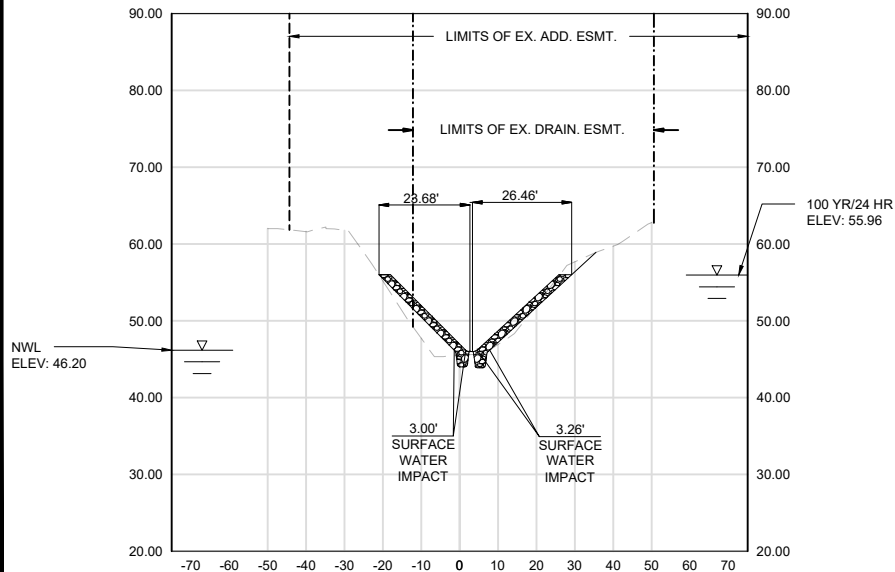 90.00
90.00
LIMITS OF EX. ADD. ESMT.
80.00
80.00
LIMITS OF EX. DRAIN. ESMT.
70.00
70.00
23.68'
26.46'
100 YR/24 HR
ELEV: 55.96
60.00
60.00
50.00
50.00
NWL
ELEV: 46.20
40.00
40.00
3.00'
SURFACE
WATER
IMPACT
3.26'
SURFACE
WATER
IMPACT
30.00
30.00
20.00
20.00
-70 -60 -50 -40 -30 -20 -10 0 10 20 30 40 50 60 70